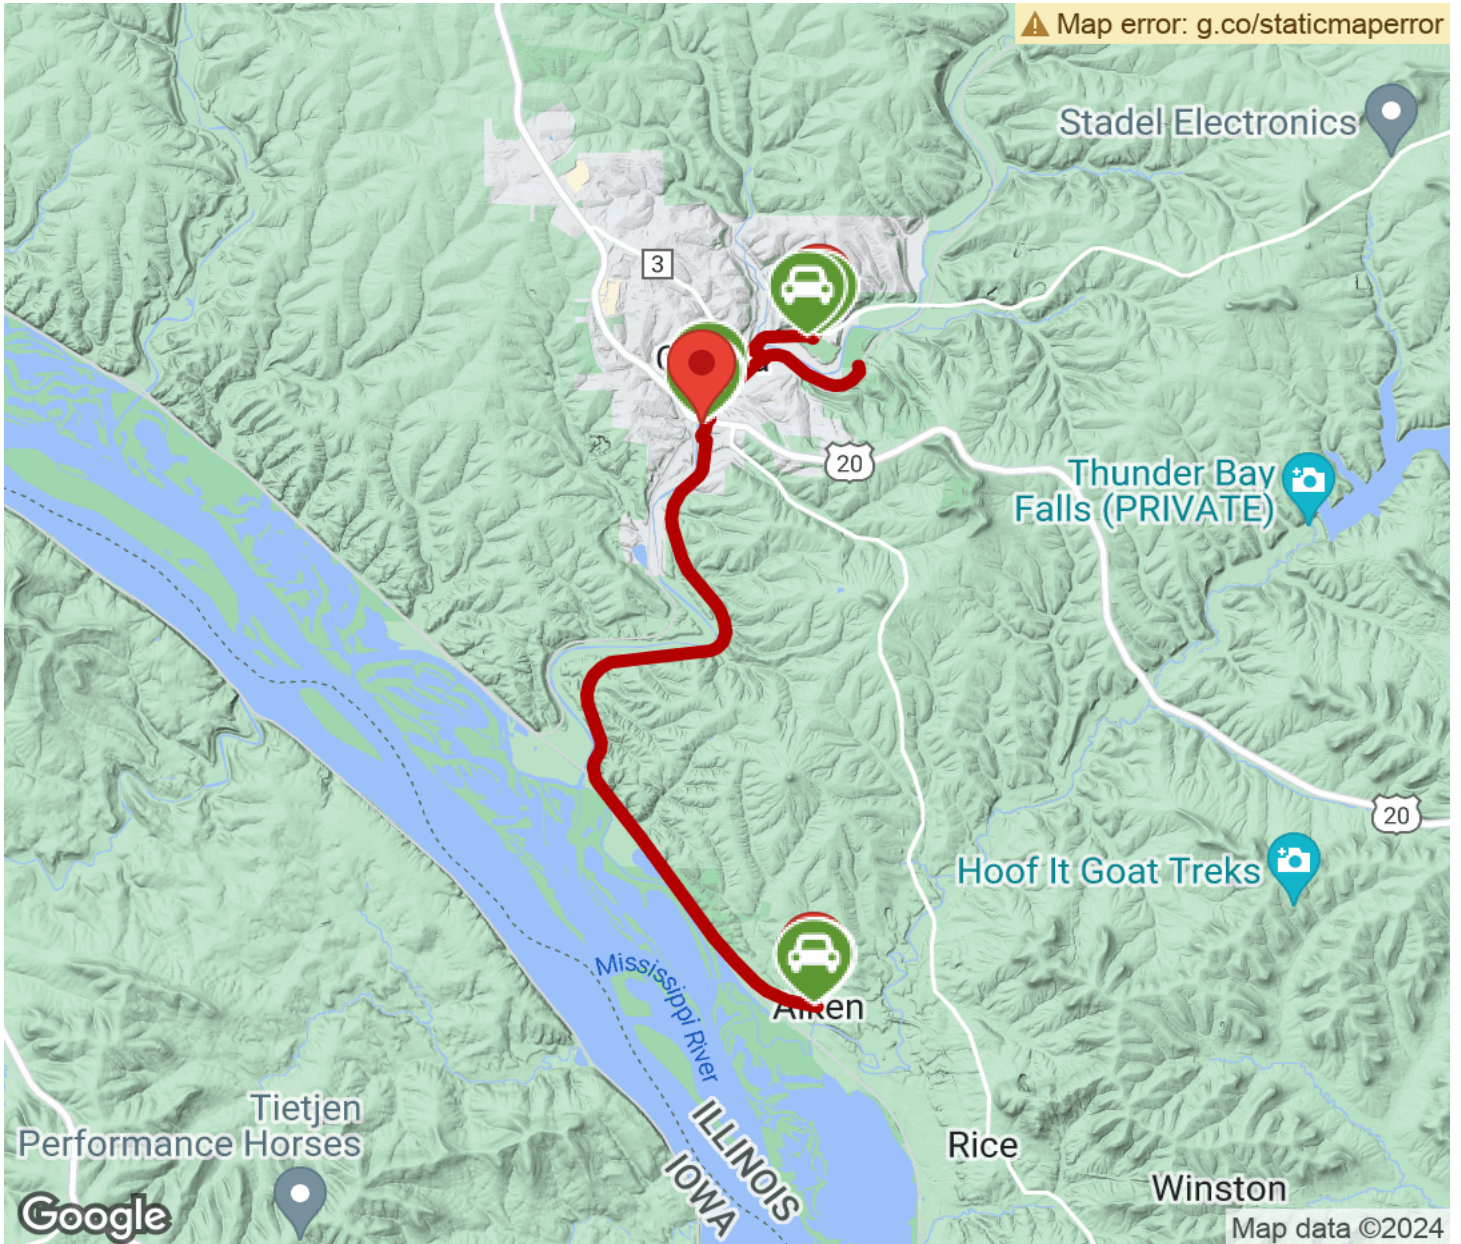 Map error: g.co/staticmaperror
Stadel Electronics
3
20
Thunder Bay
Falls (PRIVATE)
20
Hoof It Goat Treks
Mississippi River
Aiken
Tietjen
Performance Horses
ILLINOIS
IOWA
Rice
Winston
Google
Map data ©2024